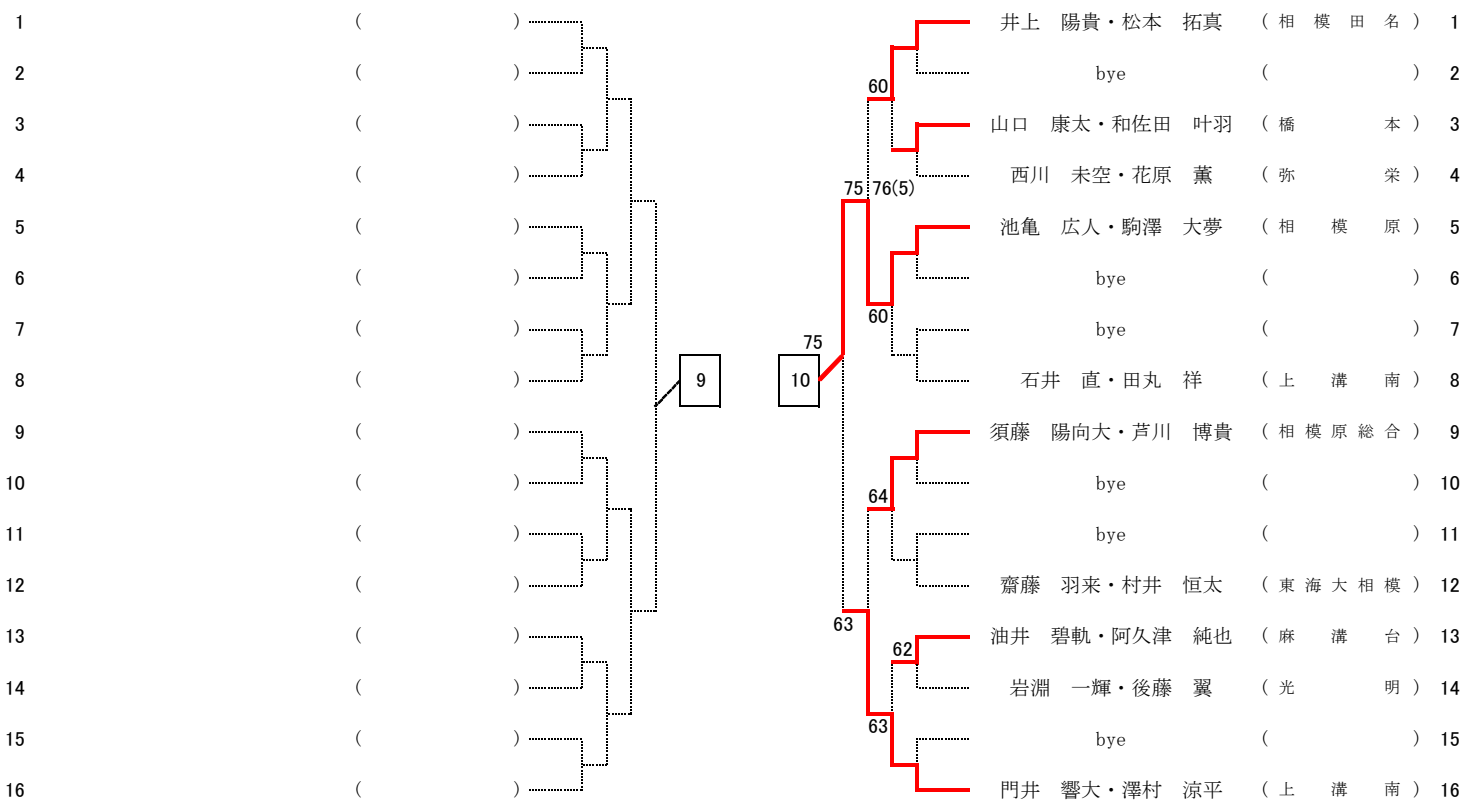 1 ( ) 井上 陽貴・松本 拓真 ( 相 模 田 名 ) 1
2 ( ) bye ( ) 2
60
3 ( ) 山口 康太・和佐田 叶羽 ( 橋 本 ) 3
4 ( ) 西川 未空・花原 薫 ( 弥 栄 ) 4
75 76(5)
5 ( ) 池亀 広人・駒澤 大夢 ( 相 模 原 ) 5
6 ( ) bye ( ) 6
60
7 ( ) bye ( ) 7
75
8 ( ) 9 10 石井 直・田丸 祥 ( 上 溝 南 ) 8
9 ( ) 須藤 陽向大・芦川 博貴 ( 相 模 原 総 合 ) 9
10 ( ) bye ( ) 10
64
11 ( ) bye ( ) 11
12 ( ) 齋藤 羽来・村井 恒太 ( 東 海 大 相 模 ) 12
63
13 ( ) 油井 碧軌・阿久津 純也 ( 麻 溝 台 ) 13
62
14 ( ) 岩淵 一輝・後藤 翼 ( 光 明 ) 14
63
15 ( ) bye ( ) 15
16 ( ) 門井 響大・澤村 涼平 ( 上 溝 南 ) 16